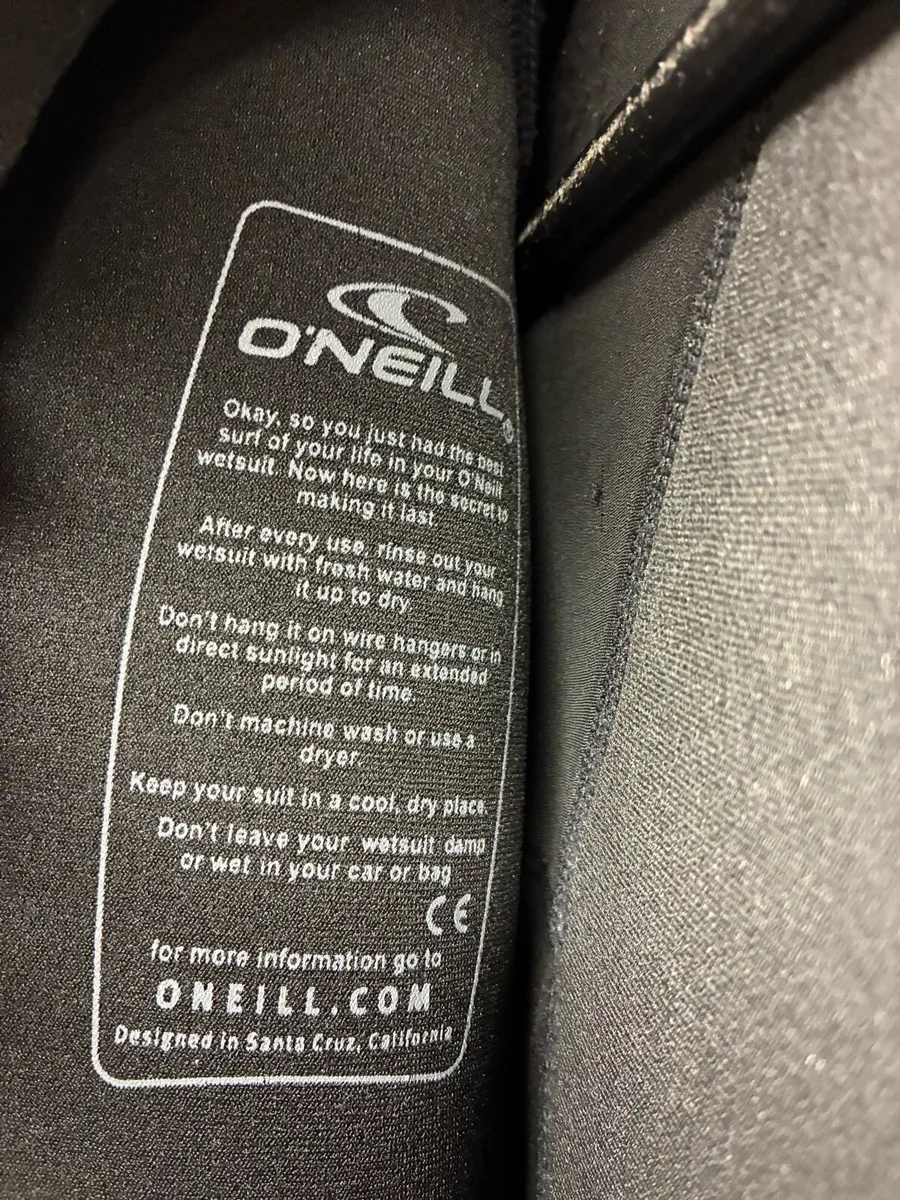 O'NEILL®
Okay, so you just had the best
surf of your life in your O'Neill
wetsuit. Now here is the secret to
making it last.
After every use, rinse out your
wetsuit with fresh water and hang
it up to dry.
Don't hang it on wire hangers or in
direct sunlight for an extended
period of time.
Don't machine wash or use a
dryer.
Keep your suit in a cool, dry place.
Don't leave your wetsuit damp
or wet in your car or bag
CE
for more information go to
ONEILL.COM
Designed in Santa Cruz, California